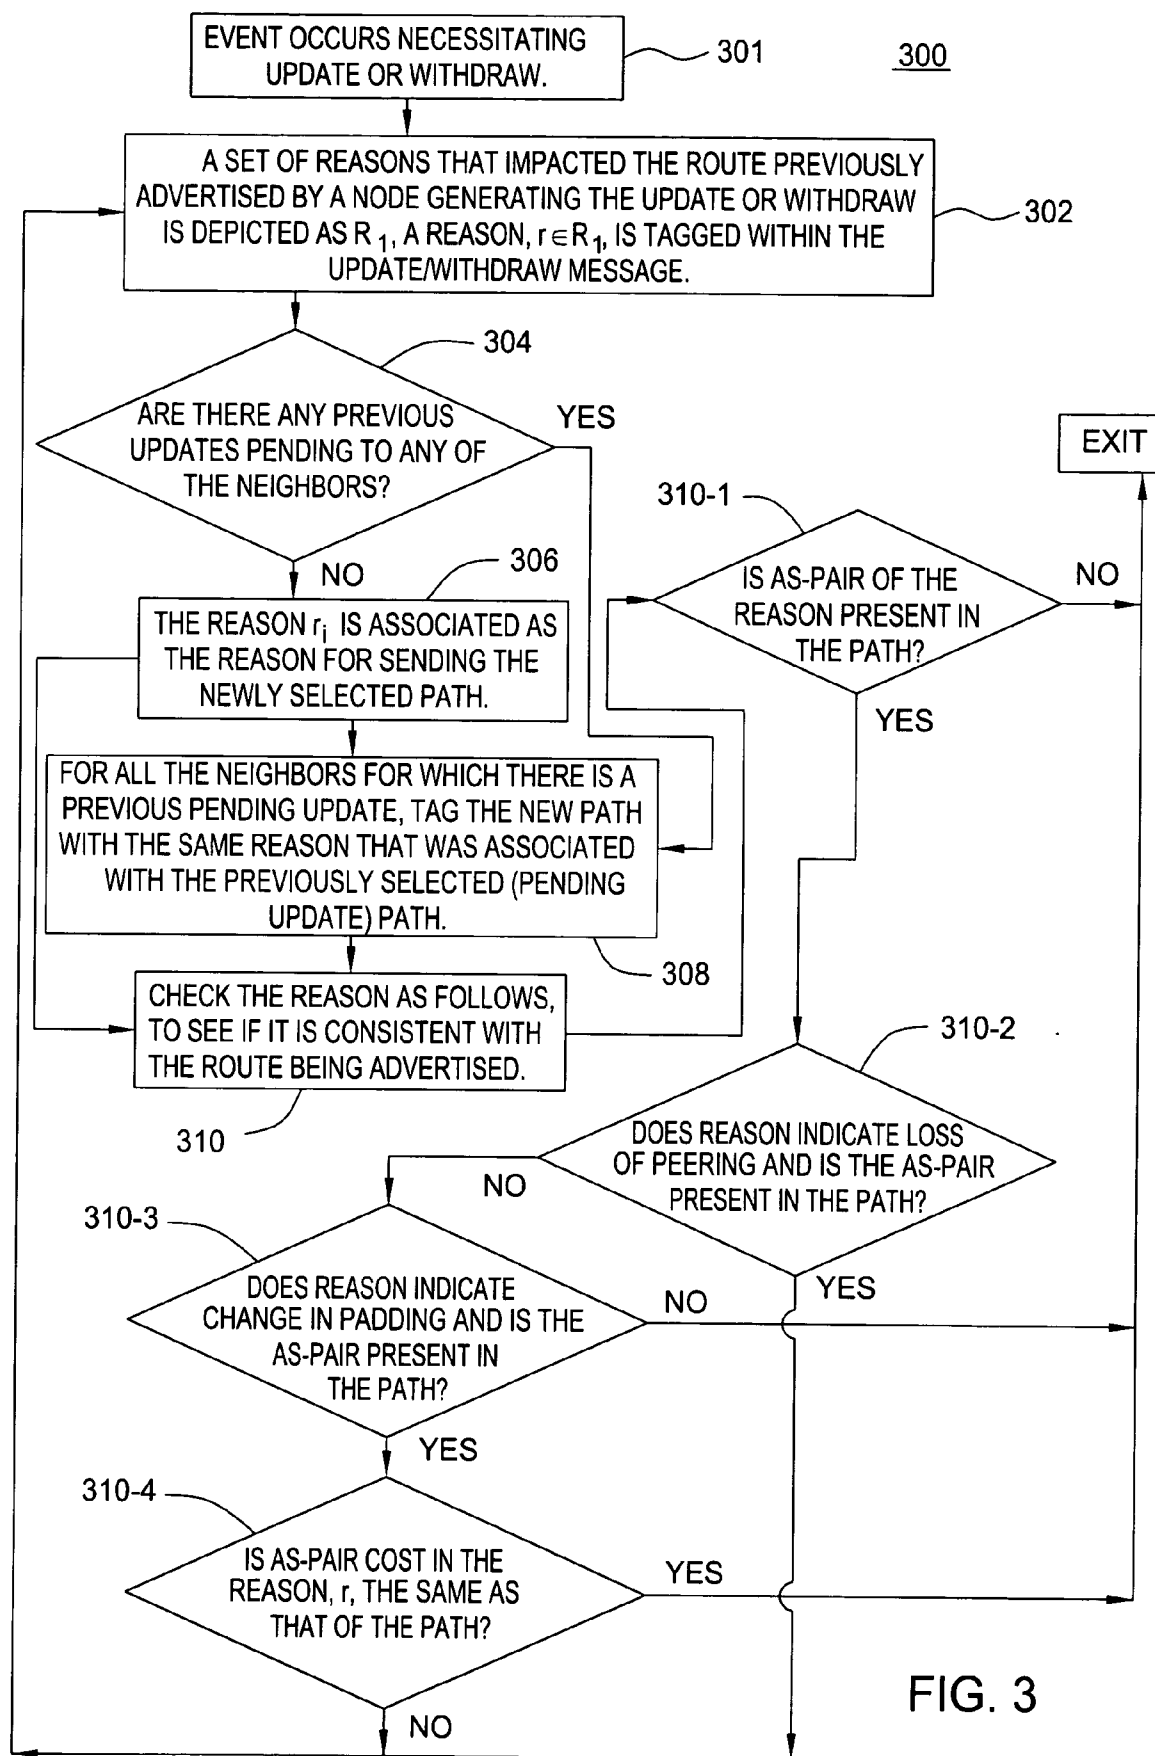 EVENT OCCURS NECESSITATING
UPDATE OR WITHDRAW.
301
300
A SET OF REASONS THAT IMPACTED THE ROUTE PREVIOUSLY
ADVERTISED BY A NODE GENERATING THE UPDATE OR WITHDRAW
IS DEPICTED AS R 1, A REASON, r∈R1, IS TAGGED WITHIN THE
UPDATE/WITHDRAW MESSAGE.
302
304
ARE THERE ANY PREVIOUS
UPDATES PENDING TO ANY OF
THE NEIGHBORS?
YES
NO
306
THE REASON ri IS ASSOCIATED AS
THE REASON FOR SENDING THE
NEWLY SELECTED PATH.
FOR ALL THE NEIGHBORS FOR WHICH THERE IS A
PREVIOUS PENDING UPDATE, TAG THE NEW PATH
WITH THE SAME REASON THAT WAS ASSOCIATED
WITH THE PREVIOUSLY SELECTED (PENDING
UPDATE) PATH.
308
CHECK THE REASON AS FOLLOWS,
TO SEE IF IT IS CONSISTENT WITH
THE ROUTE BEING ADVERTISED.
310
EXIT
310-1
IS AS-PAIR OF THE
REASON PRESENT IN
THE PATH?
NO
YES
310-2
DOES REASON INDICATE LOSS
OF PEERING AND IS THE AS-PAIR
PRESENT IN THE PATH?
NO
YES
310-3
DOES REASON INDICATE
CHANGE IN PADDING AND IS THE
AS-PAIR PRESENT IN
THE PATH?
NO
YES
310-4
IS AS-PAIR COST IN THE
REASON, r, THE SAME AS
THAT OF THE PATH?
YES
NO
FIG. 3